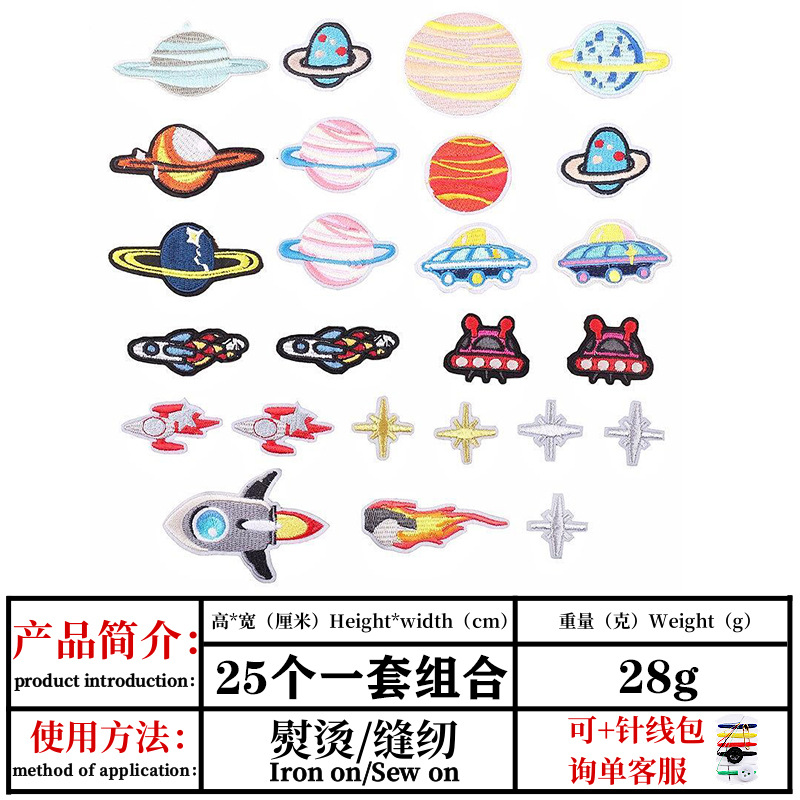 产品简介：
product introduction：
高*宽（厘米）Height*width（cm）
重量（克）Weight（g）
25个一套组合
28g
使用方法：
method of application：
熨烫/缝纫
Iron on/Sew on
可+针线包
询单客服